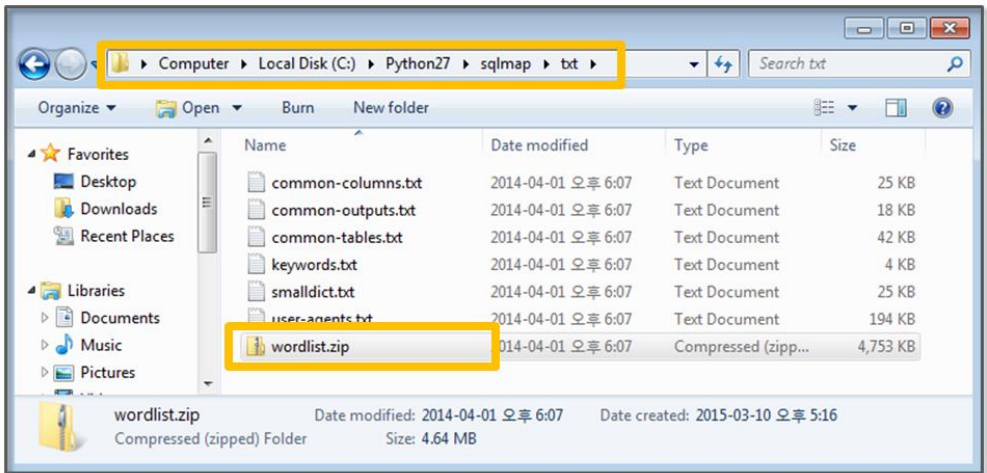 Computer ▸ Local Disk (C:) ▸ Python27 ▸ sqlmap ▸ txt ▸ Search txt
Organize Open Burn New folder
Name Date modified Type Size
Favorites
Desktop
Downloads
Recent Places
Libraries
Documents
Music
Pictures
common-columns.txt 2014-04-01 오후 6:07 Text Document 25 KB
common-outputs.txt 2014-04-01 오후 6:07 Text Document 18 KB
common-tables.txt 2014-04-01 오후 6:07 Text Document 42 KB
keywords.txt 2014-04-01 오후 6:07 Text Document 4 KB
smalldict.txt 2014-04-01 오후 6:07 Text Document 25 KB
user-agents.txt 2014-04-01 오후 6:07 Text Document 194 KB
wordlist.zip 2014-04-01 오후 6:07 Compressed (zipp... 4,753 KB
wordlist.zip Date modified: 2014-04-01 오후 6:07 Date created: 2015-03-10 오후 5:16
Compressed (zipped) Folder Size: 4.64 MB